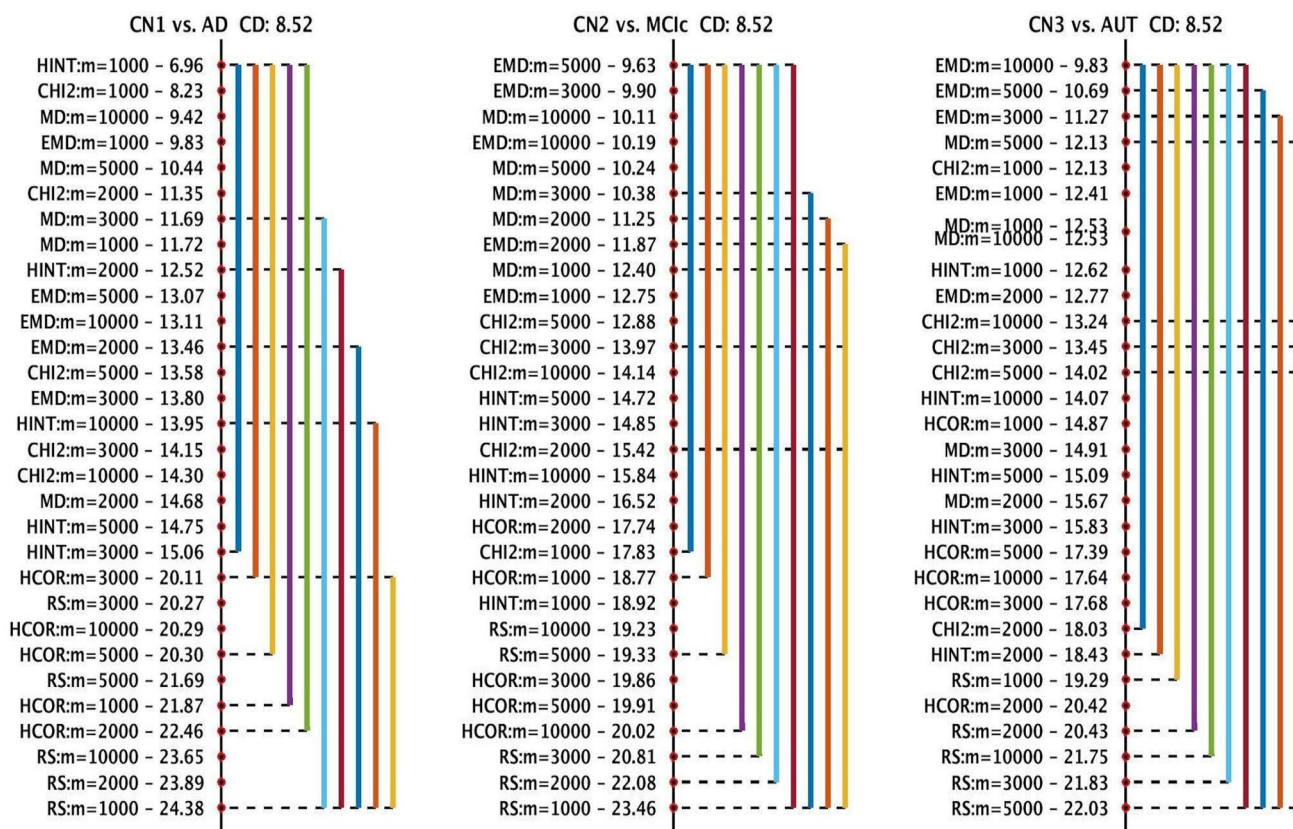 CN1 vs. AD CD: 8.52
HINT:m=1000 – 6.96
CHI2:m=1000 – 8.23
MD:m=10000 – 9.42
EMD:m=1000 – 9.83
MD:m=5000 – 10.44
CHI2:m=2000 – 11.35
MD:m=3000 – 11.69
MD:m=1000 – 11.72
HINT:m=2000 – 12.52
EMD:m=5000 – 13.07
EMD:m=10000 – 13.11
EMD:m=2000 – 13.46
CHI2:m=5000 – 13.58
EMD:m=3000 – 13.80
HINT:m=10000 – 13.95
CHI2:m=3000 – 14.15
CHI2:m=10000 – 14.30
MD:m=2000 – 14.68
HINT:m=5000 – 14.75
HINT:m=3000 – 15.06
HCOR:m=3000 – 20.11
RS:m=3000 – 20.27
HCOR:m=10000 – 20.29
HCOR:m=5000 – 20.30
RS:m=5000 – 21.69
HCOR:m=1000 – 21.87
HCOR:m=2000 – 22.46
RS:m=10000 – 23.65
RS:m=2000 – 23.89
RS:m=1000 – 24.38
CN2 vs. MCIc CD: 8.52
EMD:m=5000 – 9.63
EMD:m=3000 – 9.90
MD:m=10000 – 10.11
EMD:m=10000 – 10.19
MD:m=5000 – 10.24
MD:m=3000 – 10.38
MD:m=2000 – 11.25
EMD:m=2000 – 11.87
MD:m=1000 – 12.40
EMD:m=1000 – 12.75
CHI2:m=5000 – 12.88
CHI2:m=3000 – 13.97
CHI2:m=10000 – 14.14
HINT:m=5000 – 14.72
HINT:m=3000 – 14.85
CHI2:m=2000 – 15.42
HINT:m=10000 – 15.84
HINT:m=2000 – 16.52
HCOR:m=2000 – 17.74
CHI2:m=1000 – 17.83
HCOR:m=1000 – 18.77
HINT:m=1000 – 18.92
RS:m=10000 – 19.23
RS:m=5000 – 19.33
HCOR:m=3000 – 19.86
HCOR:m=5000 – 19.91
HCOR:m=10000 – 20.02
RS:m=3000 – 20.81
RS:m=2000 – 22.08
RS:m=1000 – 23.46
CN3 vs. AUT CD: 8.52
EMD:m=10000 – 9.83
EMD:m=5000 – 10.69
EMD:m=3000 – 11.27
MD:m=5000 – 12.13
CHI2:m=1000 – 12.13
EMD:m=1000 – 12.41
MD:m=1000 – 12.53
MD:m=10000 – 12.53
HINT:m=1000 – 12.62
EMD:m=2000 – 12.77
CHI2:m=10000 – 13.24
CHI2:m=3000 – 13.45
CHI2:m=5000 – 14.02
HINT:m=10000 – 14.07
HCOR:m=1000 – 14.87
MD:m=3000 – 14.91
HINT:m=5000 – 15.09
MD:m=2000 – 15.67
HINT:m=3000 – 15.83
HCOR:m=5000 – 17.39
HCOR:m=10000 – 17.64
HCOR:m=3000 – 17.68
CHI2:m=2000 – 18.03
HINT:m=2000 – 18.43
RS:m=1000 – 19.29
HCOR:m=2000 – 20.42
RS:m=2000 – 20.43
RS:m=10000 – 21.75
RS:m=3000 – 21.83
RS:m=5000 – 22.03